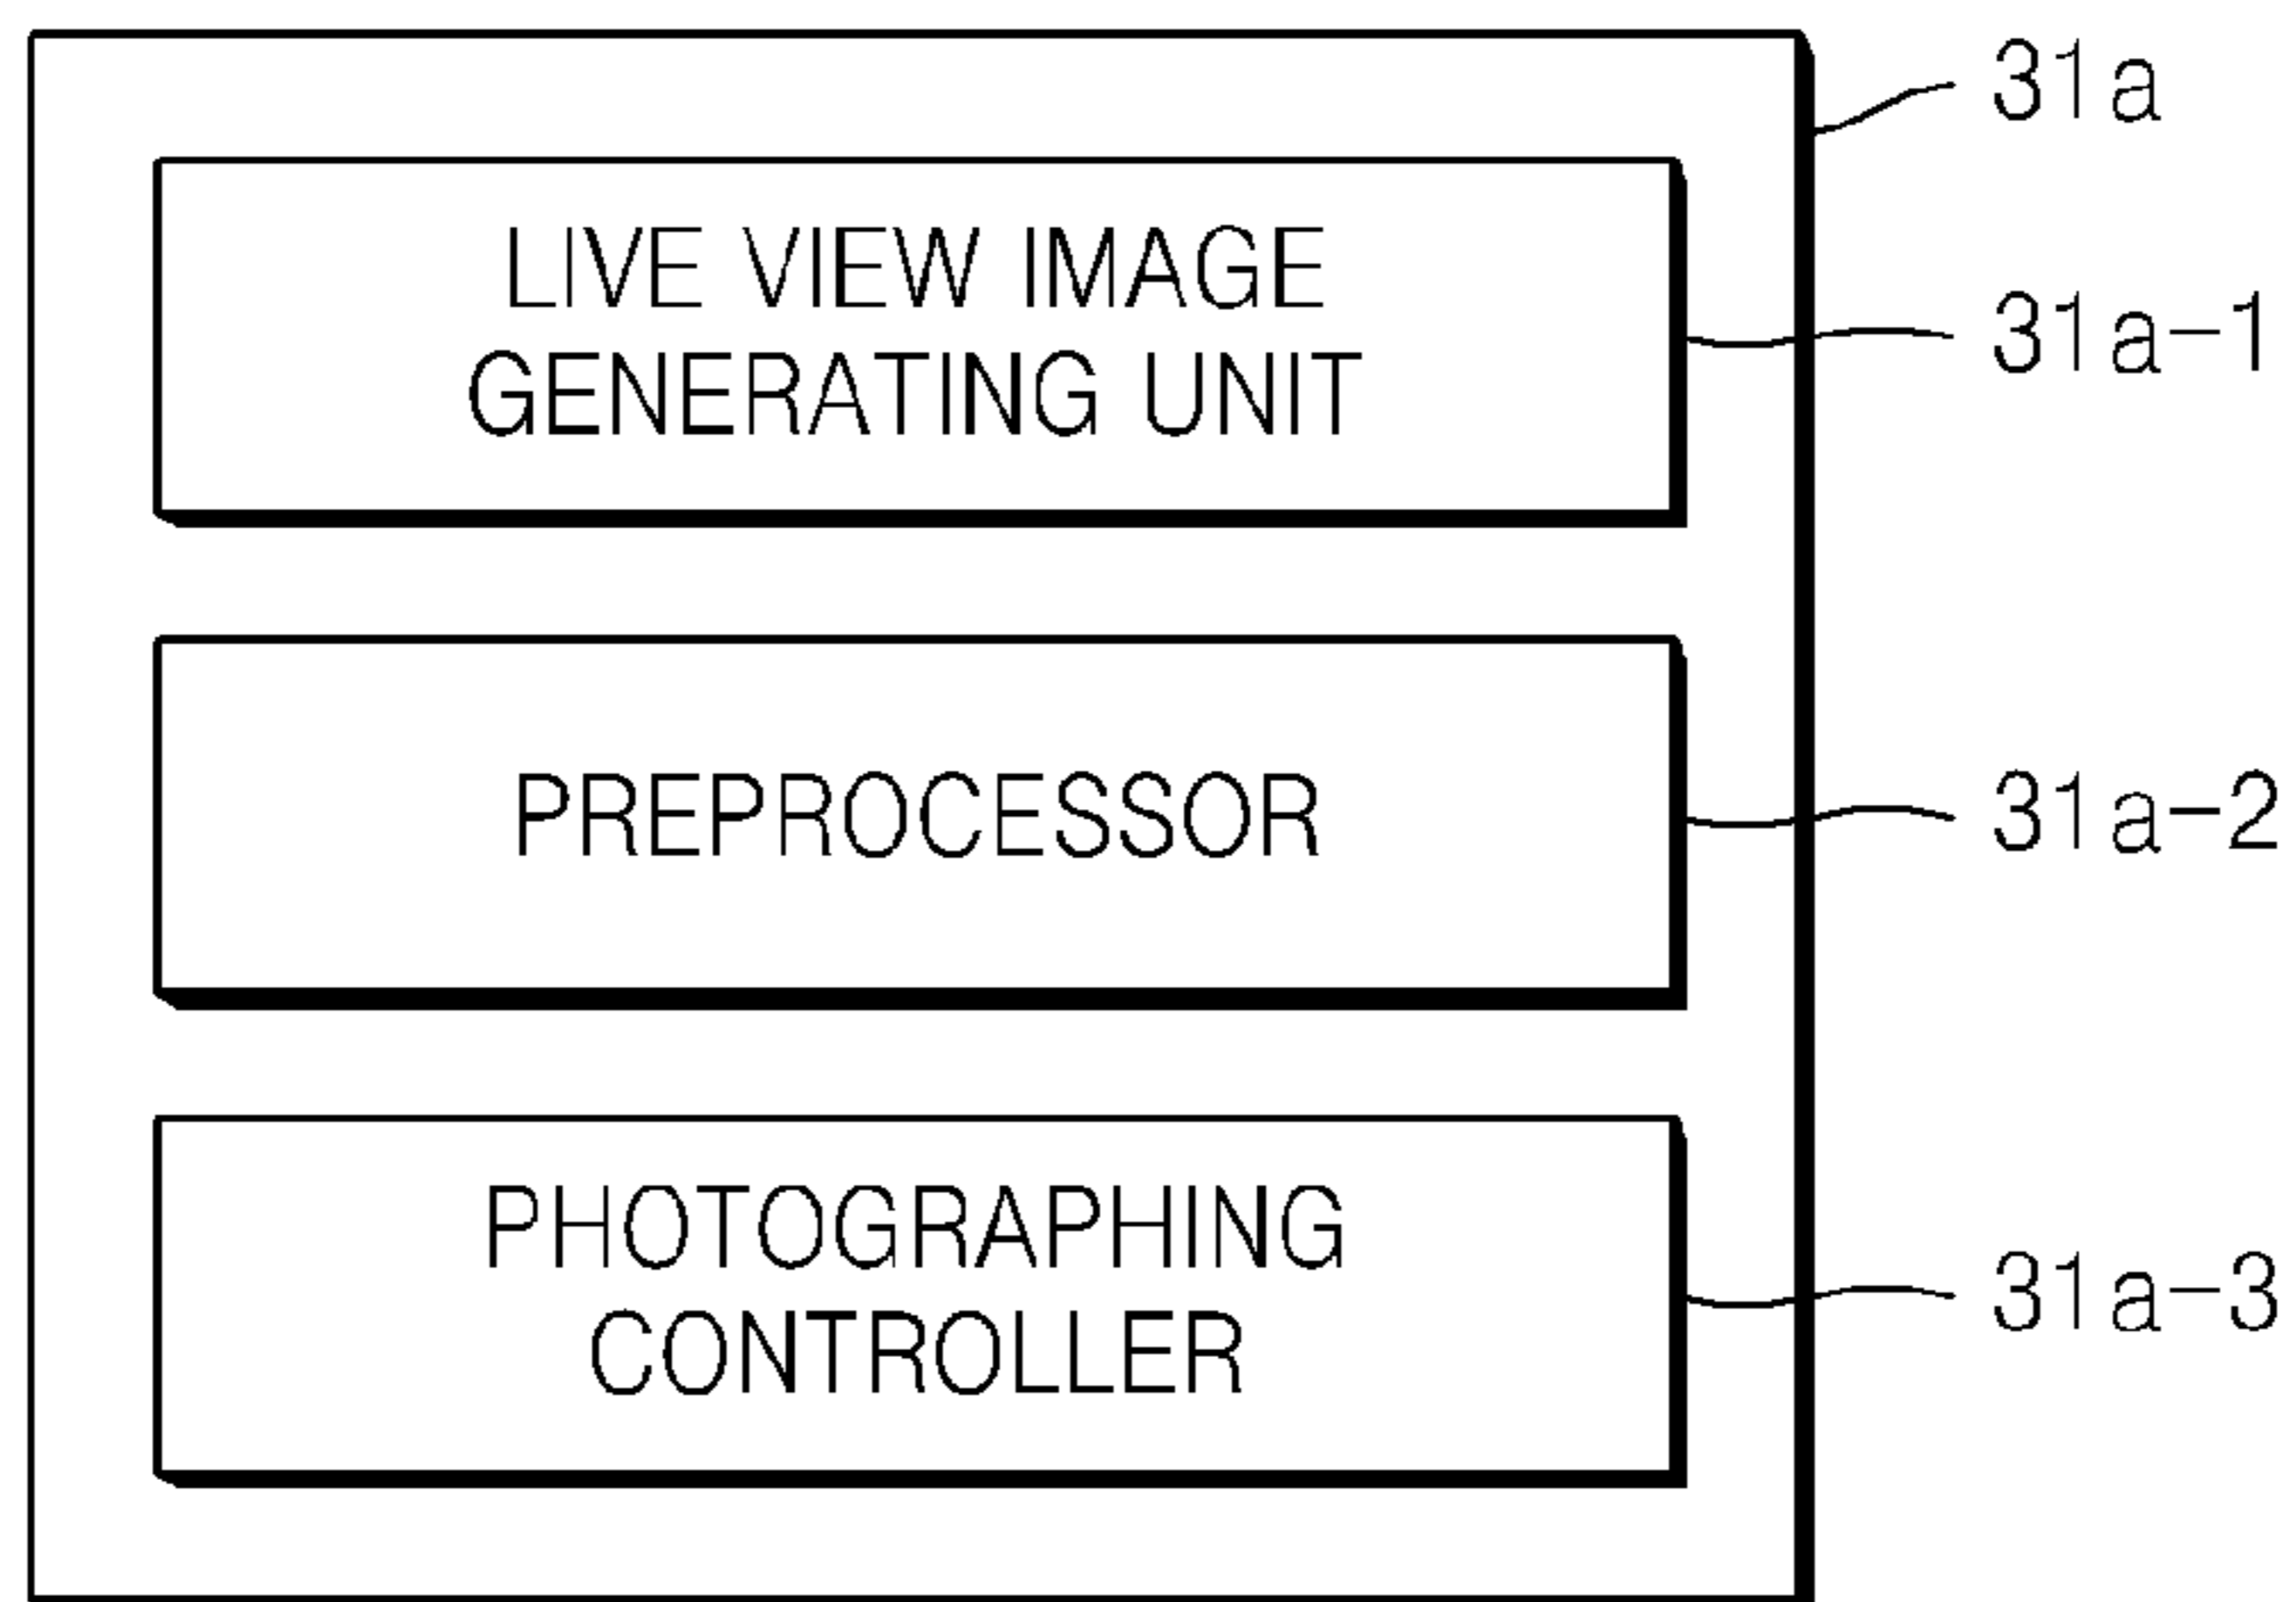 31a
LIVE VIEW IMAGE
GENERATING UNIT
31a-1
PREPROCESSOR
31a-2
PHOTOGRAPHING
CONTROLLER
31a-3